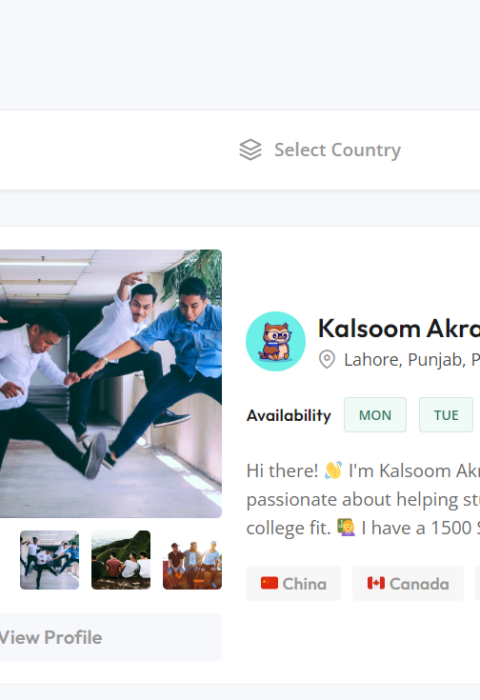 Select Country
Kalsoom Akra
Lahore, Punjab, P
Availability MON TUE
Hi there! 👋 I'm Kalsoom Akr
passionate about helping stu
college fit. 🙋 I have a 1500 S
China Canada
View Profile